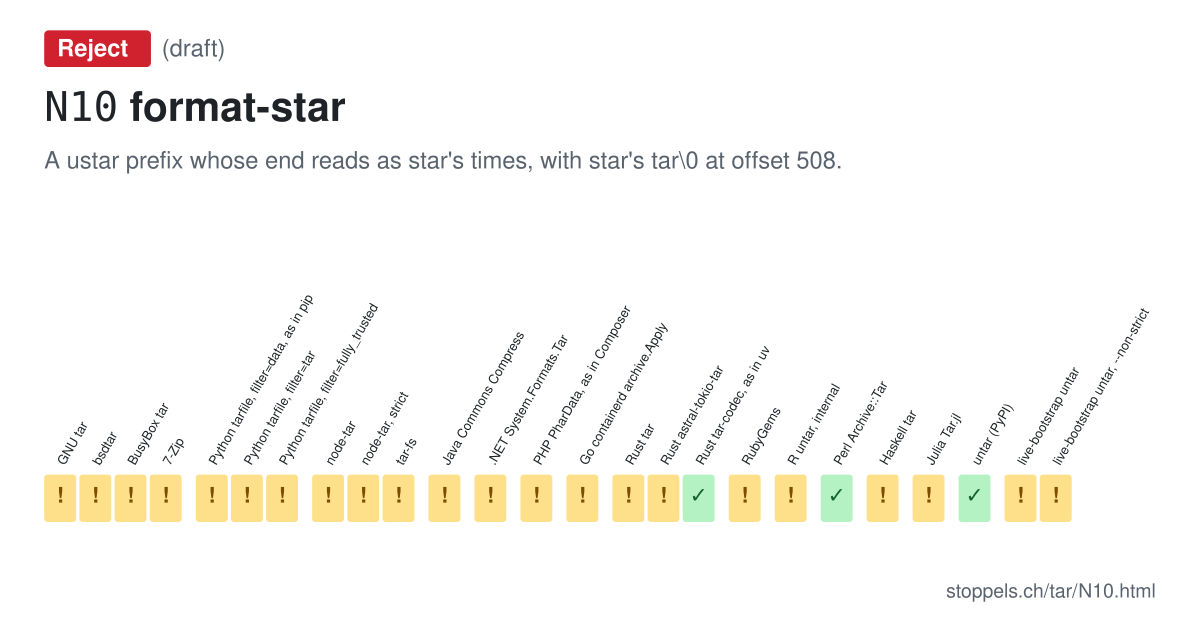 Reject (draft)
N10 format-star
A ustar prefix whose end reads as star's times, with star's tar\0 at offset 508.
GNU tar
bsdtar
BusyBox tar
7-Zip
Python tarfile, filter=data, as in pip
Python tarfile, filter=tar
Python tarfile, filter=fully_trusted
node-tar
node-tar, strict
tar-fs
Java Commons Compress
.NET System.Formats.Tar
PHP PharData, as in Composer
Go containerd archive.Apply
Rust tar
Rust astral-tokio-tar
Rust tar-codec, as in uv
RubyGems
R untar, internal
Perl Archive::Tar
Haskell tar
Julia Tar.jl
untar (PyPI)
live-bootstrap untar
live-bootstrap untar, --non-strict
! ! ! ! ! ! ! ! ! ! ! ! ! ! ! ! ✓ ! ! ✓ ! ! ✓ ! !
stoppels.ch/tar/N10.html